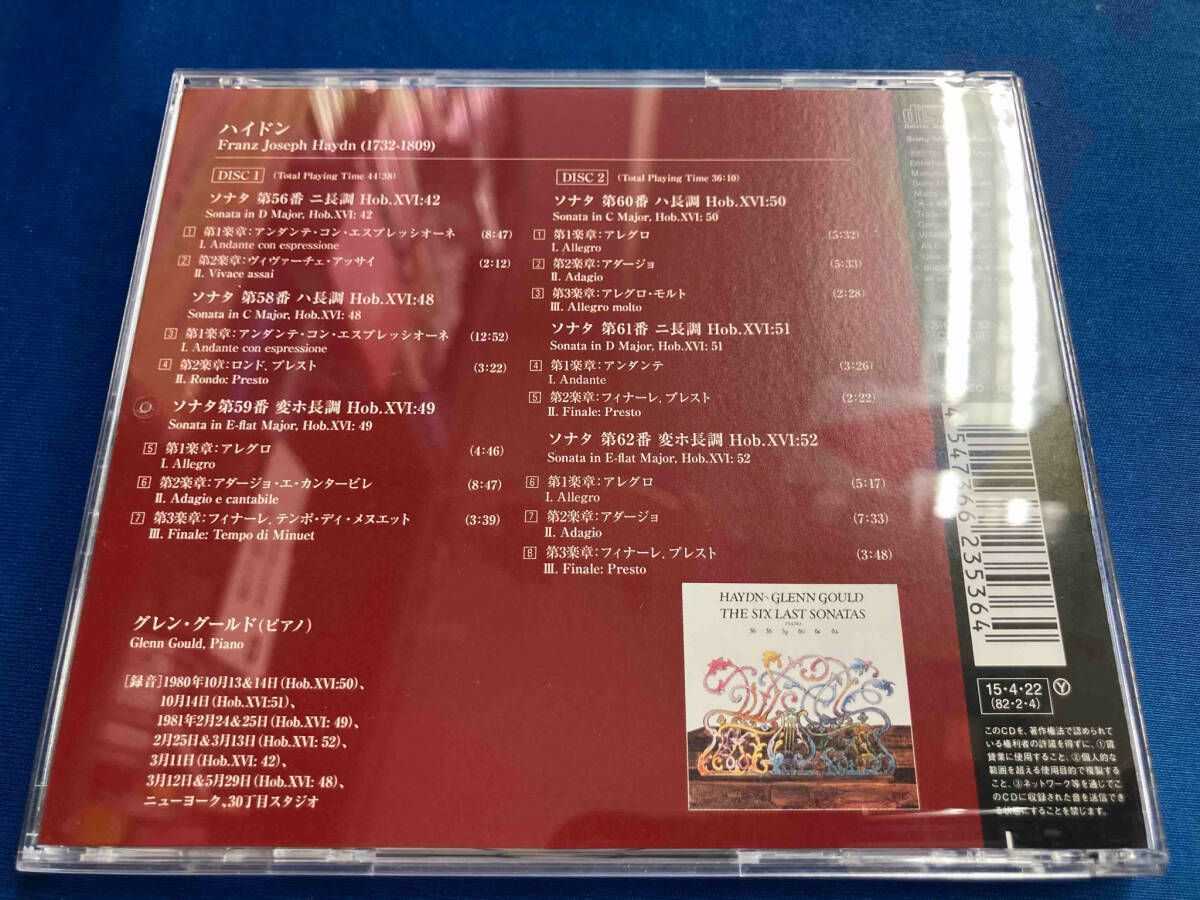 ハイドン
Franz Joseph Haydn (1732-1809)
DISC 1 (Total Playing Time 44:38)
ソナタ 第56番 ニ長調 Hob.XVI:42
Sonata in D Major, Hob.XVI: 42
1 第1楽章:アンダンテ・コン・エスプレッシオーネ (8:47)
I. Andante con espressione
2 第2楽章:ヴィヴァーチェ・アッサイ (2:12)
II. Vivace assai
ソナタ 第58番 ハ長調 Hob.XVI:48
Sonata in C Major, Hob.XVI: 48
3 第1楽章:アンダンテ・コン・エスプレッシオーネ (12:52)
I. Andante con espressione
4 第2楽章:ロンド、プレスト (3:22)
II. Rondo: Presto
ソナタ第59番 変ホ長調 Hob.XVI:49
Sonata in E-flat Major, Hob.XVI: 49
5 第1楽章:アレグロ (4:46)
I. Allegro
6 第2楽章:アダージョ・エ・カンタービレ (8:47)
II. Adagio e cantabile
7 第3楽章:フィナーレ、テンポ・ディ・メヌエット (3:39)
III. Finale: Tempo di Minuet
DISC 2 (Total Playing Time 36:10)
ソナタ 第60番 ハ長調 Hob.XVI:50
Sonata in C Major, Hob.XVI: 50
1 第1楽章:アレグロ (5:32)
I. Allegro
2 第2楽章:アダージョ (5:33)
II. Adagio
3 第3楽章:アレグロ・モルト (2:28)
III. Allegro molto
ソナタ 第61番 ニ長調 Hob.XVI:51
Sonata in D Major, Hob.XVI: 51
4 第1楽章:アンダンテ (3:26)
I. Andante
5 第2楽章:フィナーレ、プレスト (2:22)
II. Finale: Presto
ソナタ 第62番 変ホ長調 Hob.XVI:52
Sonata in E-flat Major, Hob.XVI: 52
6 第1楽章:アレグロ (5:17)
I. Allegro
7 第2楽章:アダージョ (7:33)
II. Adagio
8 第3楽章:フィナーレ、プレスト (3:48)
III. Finale: Presto
グレン・グールド(ピアノ)
Glenn Gould, Piano
[録音]1980年10月13&14日(Hob.XVI:50)、
10月14日(Hob.XVI:51)、
1981年2月24&25日(Hob.XVI: 49)、
2月25日&3月13日(Hob.XVI: 52)、
3月11日(Hob.XVI: 42)、
3月12日&5月29日(Hob.XVI: 48)、
ニューヨーク、30丁目スタジオ
HAYDN GLENN GOULD
THE SIX LAST SONATAS
56 58 59 60 61 62
4 547366 235364
15・4・22 Y
(82・2・4)
このCDを、著作権法で認められて
いる権利者の許諾を得ずに、①賃
貸業に使用すること、②個人的な
範囲を超える使用目的で複製する
こと、③ネットワーク等を通じてこ
のCDに収録された音を送信でき
る状態にすることを禁じます。